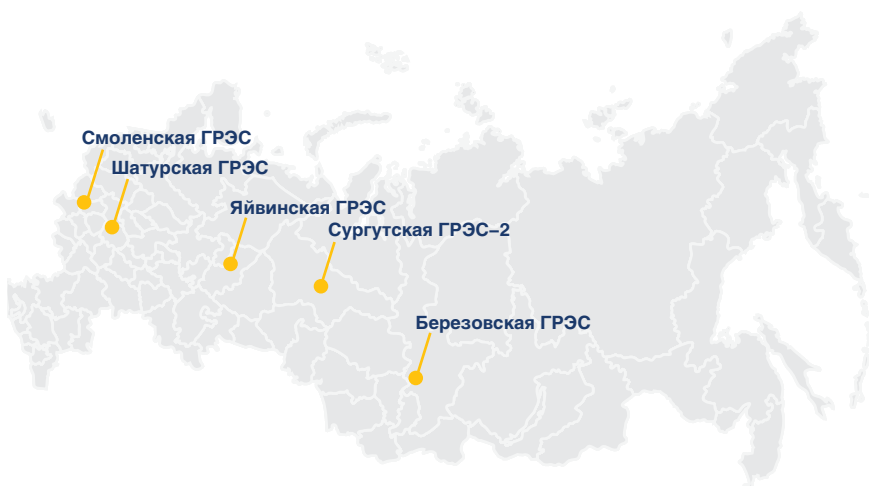 Смоленская ГРЭС
Шатурская ГРЭС
Яйвинская ГРЭС
Сургутская ГРЭС–2
Березовская ГРЭС